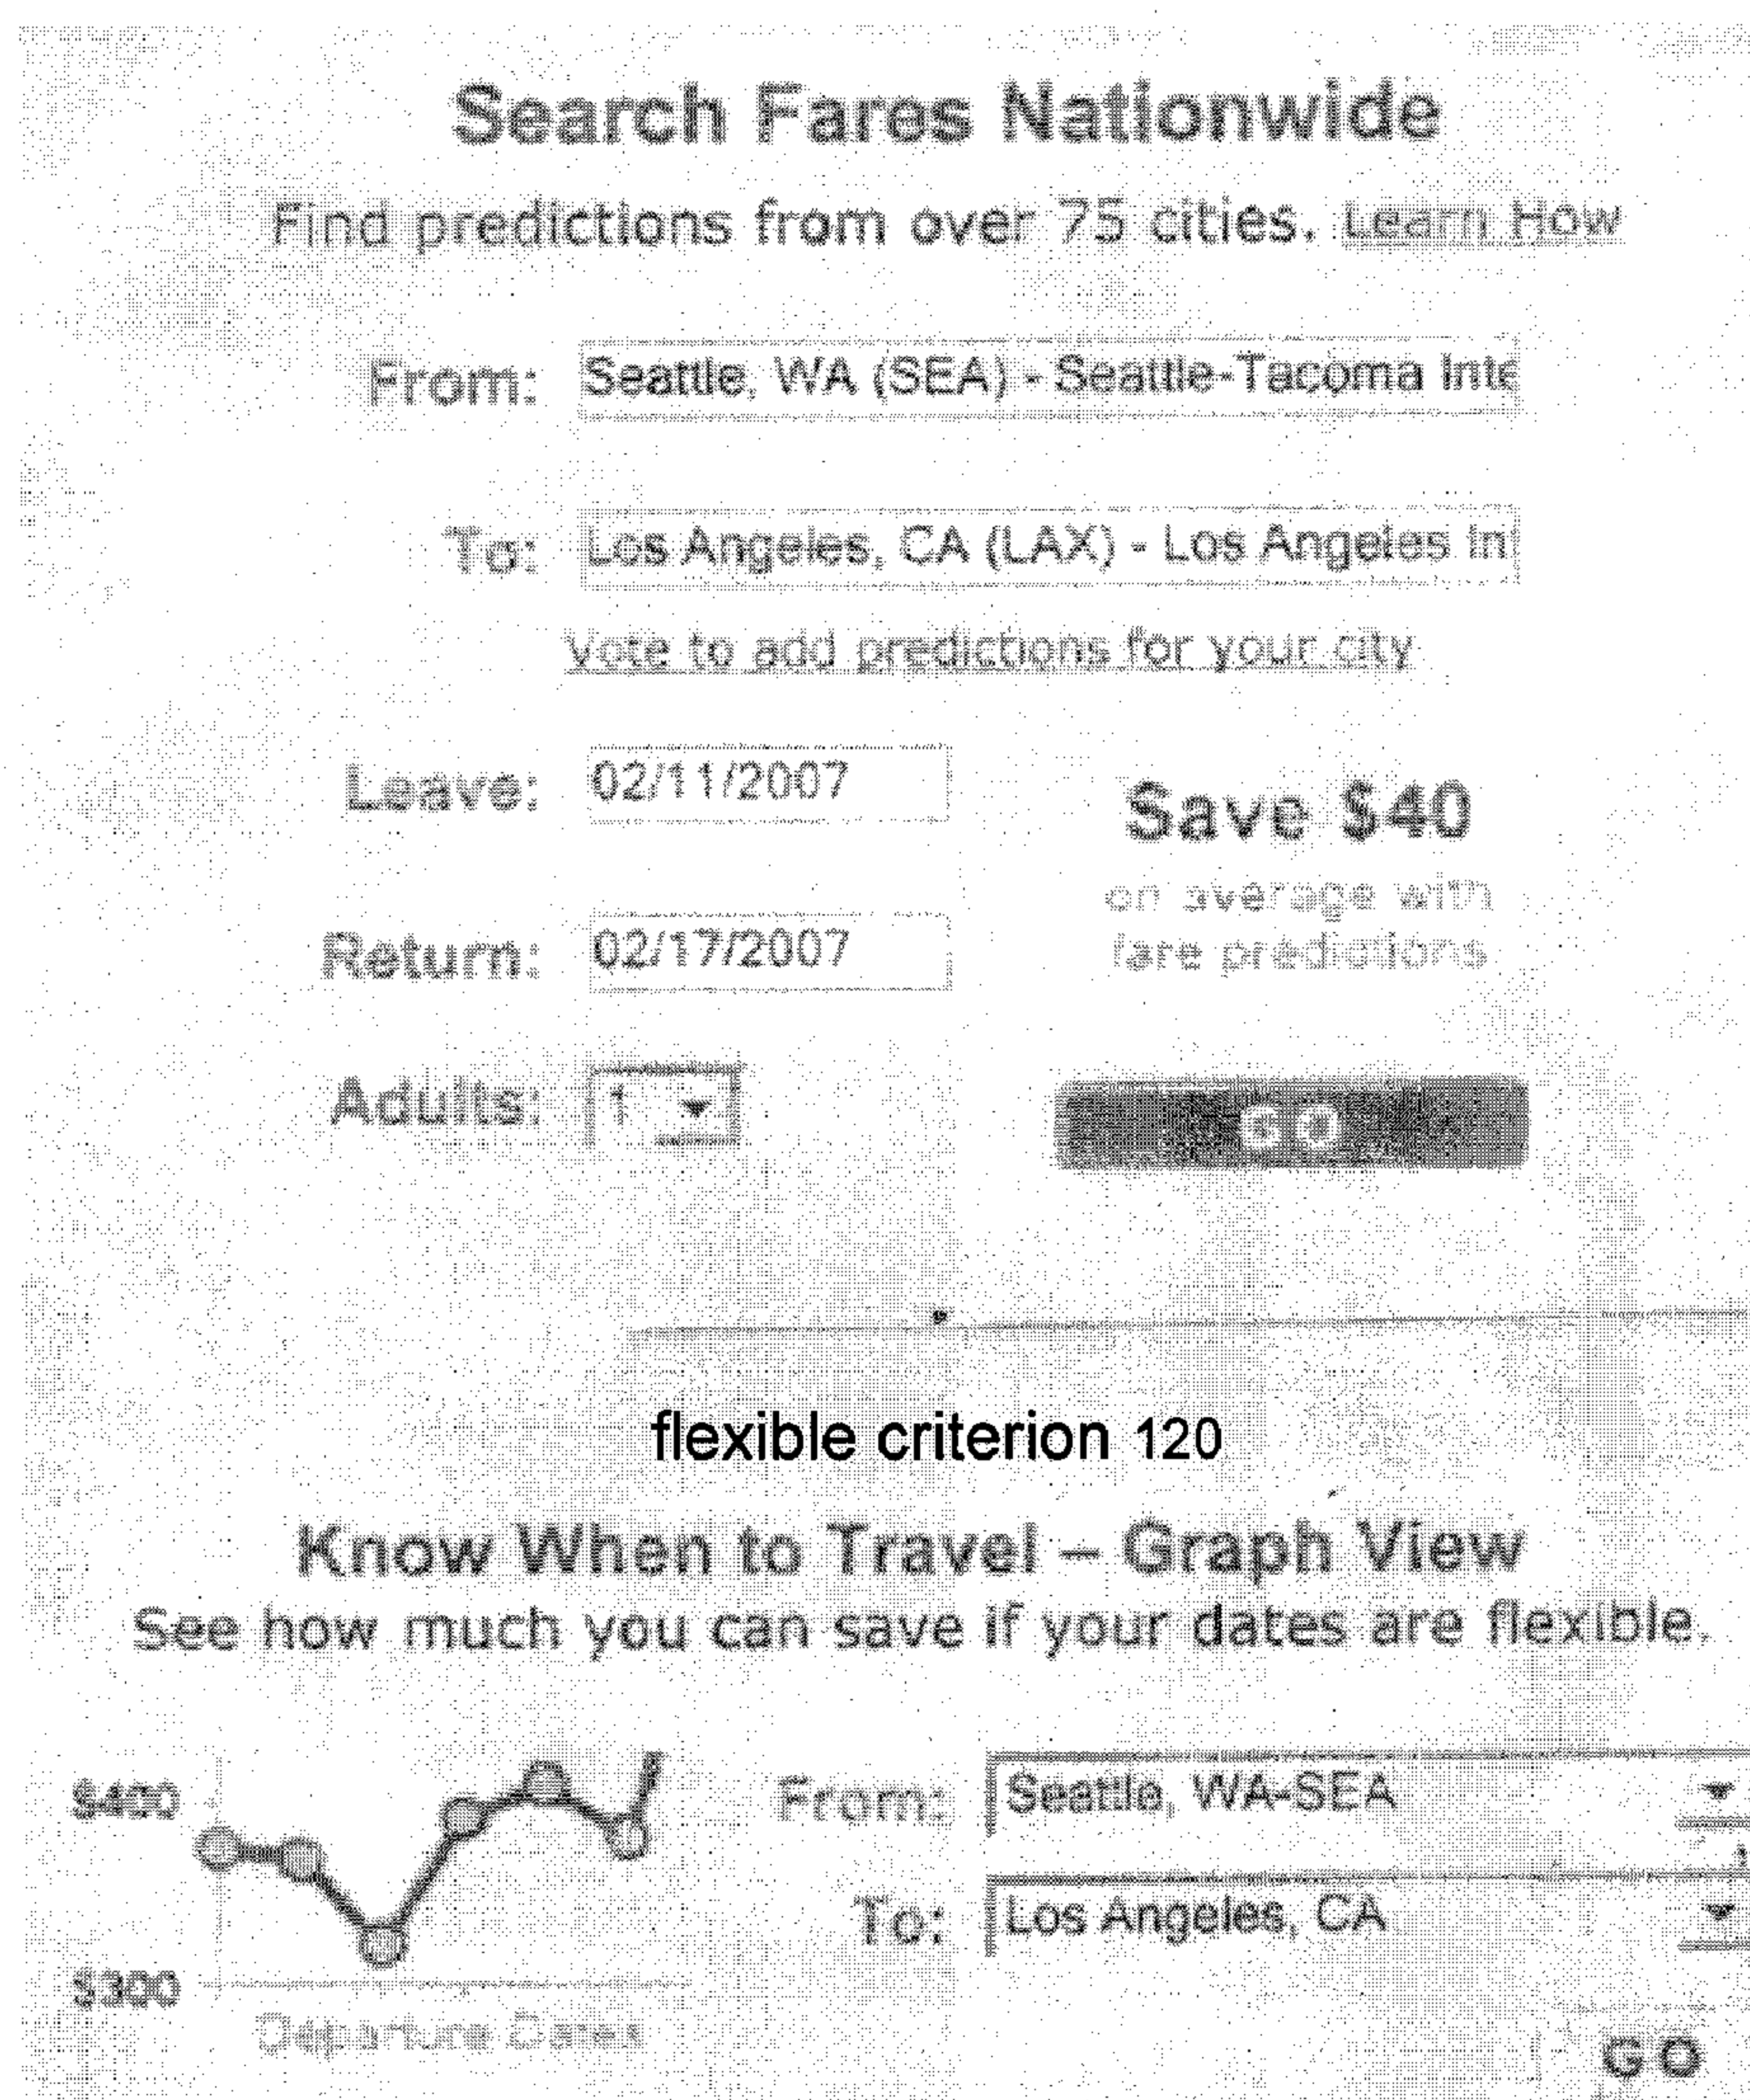 Search Fares Nationwide
Find predictions from over 75 cities. Learn How
From: Seattle, WA (SEA) - Seattle-Tacoma Inte
To: Los Angeles, CA (LAX) - Los Angeles Int
Vote to add predictions for your city
Leave: 02/11/2007
Save $40
on average with
fare predictions
Return: 02/17/2007
Adults: 1
GO
flexible criterion 120
Know When to Travel – Graph View
See how much you can save if your dates are flexible.
$400
$300
Departure Dates
From: Seattle, WA-SEA
To: Los Angeles, CA
GO